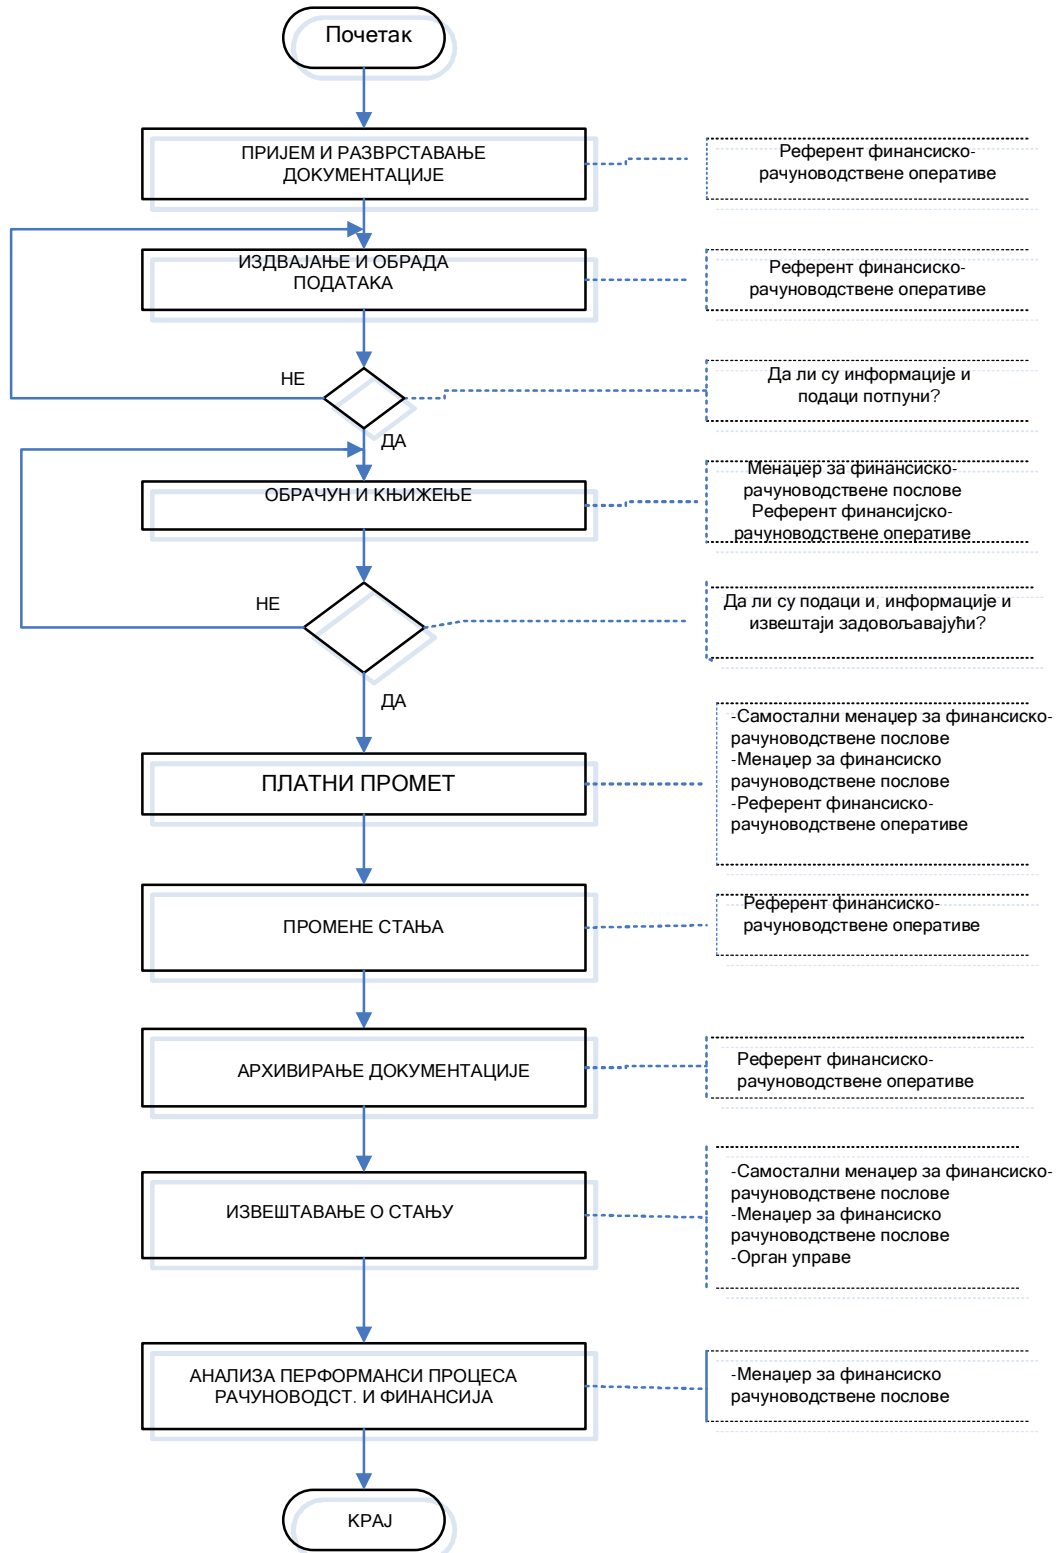 Почетак
ПРИЈЕМ И РАЗВРСТАВАЊЕ
ДОКУМЕНТАЦИЈЕ
Референт финансиско-
рачуноводствене оперативе
ИЗДВАЈАЊЕ И ОБРАДА
ПОДАТАКА
Референт финансиско-
рачуноводствене оперативе
НЕ
Да ли су информације и
подаци потпуни?
ДА
ОБРАЧУН И КЊИЖЕЊЕ
Менаџер за финансиско-
рачуноводствене послове
Референт финансијско-
рачуноводствене оперативе
НЕ
Да ли су подаци и, информације и
извештаји задовољавајући?
ДА
ПЛАТНИ ПРОМЕТ
-Самостални менаџер за финансиско-
рачуноводствене послове
-Менаџер за финансиско
рачуноводствене послове
-Референт финансиско-
рачуноводствене оперативе
ПРОМЕНЕ СТАЊА
Референт финансиско-
рачуноводствене оперативе
АРХИВИРАЊЕ ДОКУМЕНТАЦИЈЕ
Референт финансиско-
рачуноводствене оперативе
ИЗВЕШТАВАЊЕ О СТАЊУ
-Самостални менаџер за финансиско-
рачуноводствене послове
-Менаџер за финансиско
рачуноводствене послове
-Орган управе
АНАЛИЗА ПЕРФОРМАНСИ ПРОЦЕСА
РАЧУНОВОДСТ. И ФИНАНСИЈА
-Менаџер за финансиско
рачуноводствене послове
КРАЈ